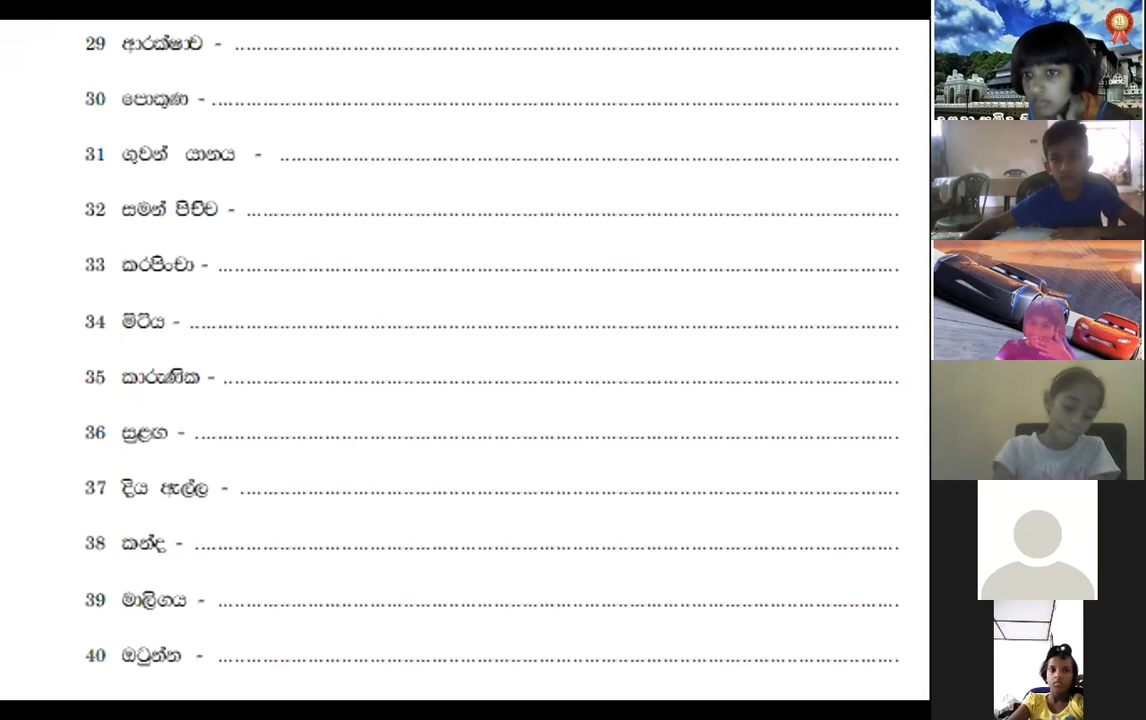 29 ආරක්ෂාව - ........................................................................
30 පොකුණ - ........................................................................
31 ගුවන් යානය - ........................................................................
32 සමන් පිච්ච - ........................................................................
33 කරපිංචා - ........................................................................
34 මිටිය - ........................................................................
35 කාරුණික - ........................................................................
36 සුළඟ - ........................................................................
37 දිය ඇල්ල - ........................................................................
38 කන්ද - ........................................................................
39 මාලිගය - ........................................................................
40 ඔටුන්න - ........................................................................
1